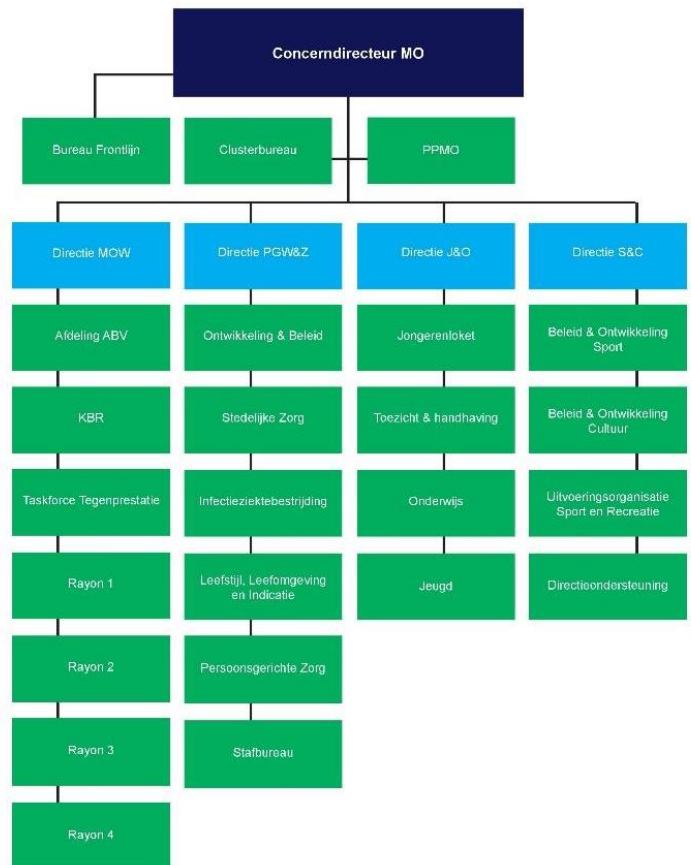 Concerndirecteur MO
Bureau Frontlijn
Clusterbureau
PPMO
Directie MOW
Directie PGW&Z
Directie J&O
Directie S&C
Afdeling ABV
Ontwikkeling & Beleid
Jongerenloket
Beleid & Ontwikkeling
Sport
KBR
Stedelijke Zorg
Toezicht & handhaving
Beleid & Ontwikkeling
Cultuur
Taskforce Tegenprestatie
Infectieziektebestrijding
Onderwijs
Uitvoeringsorganisatie
Sport en Recreatie
Rayon 1
Leefstijl, Leefomgeving
en Indicatie
Jeugd
Directieondersteuning
Rayon 2
Persoonsgerichte Zorg
Rayon 3
Stafbureau
Rayon 4